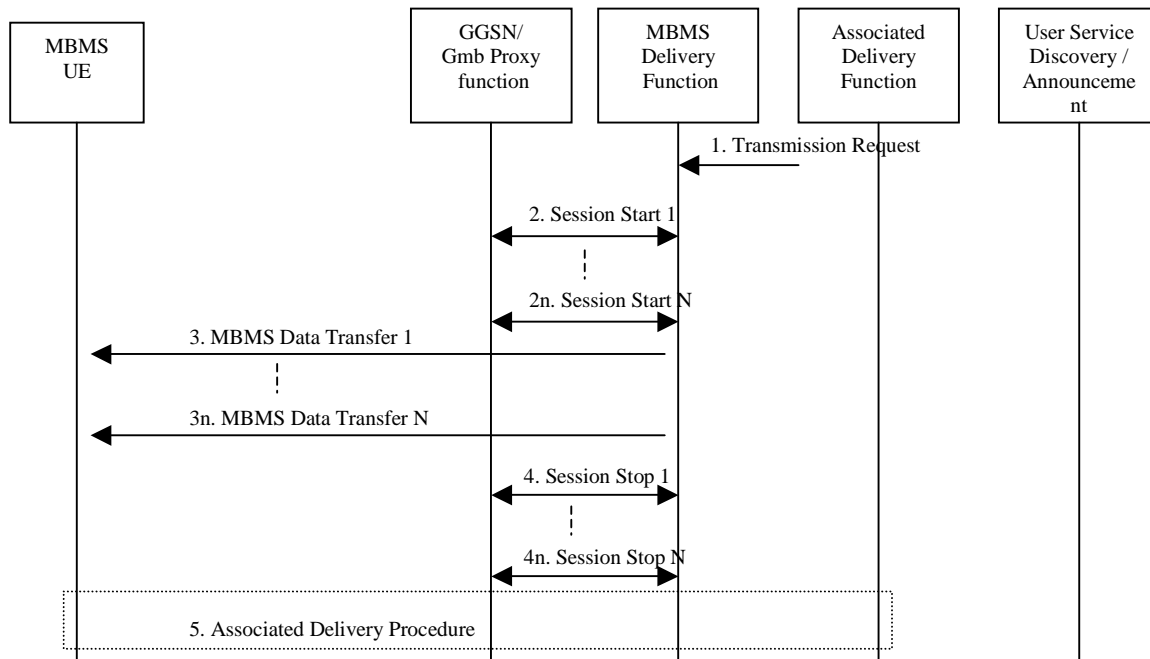 MBMS
UE
GGSN/
Gmb Proxy
function
MBMS
Delivery
Function
Associated
Delivery
Function
User Service
Discovery /
Announceme
nt
1. Transmission Request
2. Session Start 1
2n. Session Start N
3. MBMS Data Transfer 1
3n. MBMS Data Transfer N
4. Session Stop 1
4n. Session Stop N
5. Associated Delivery Procedure